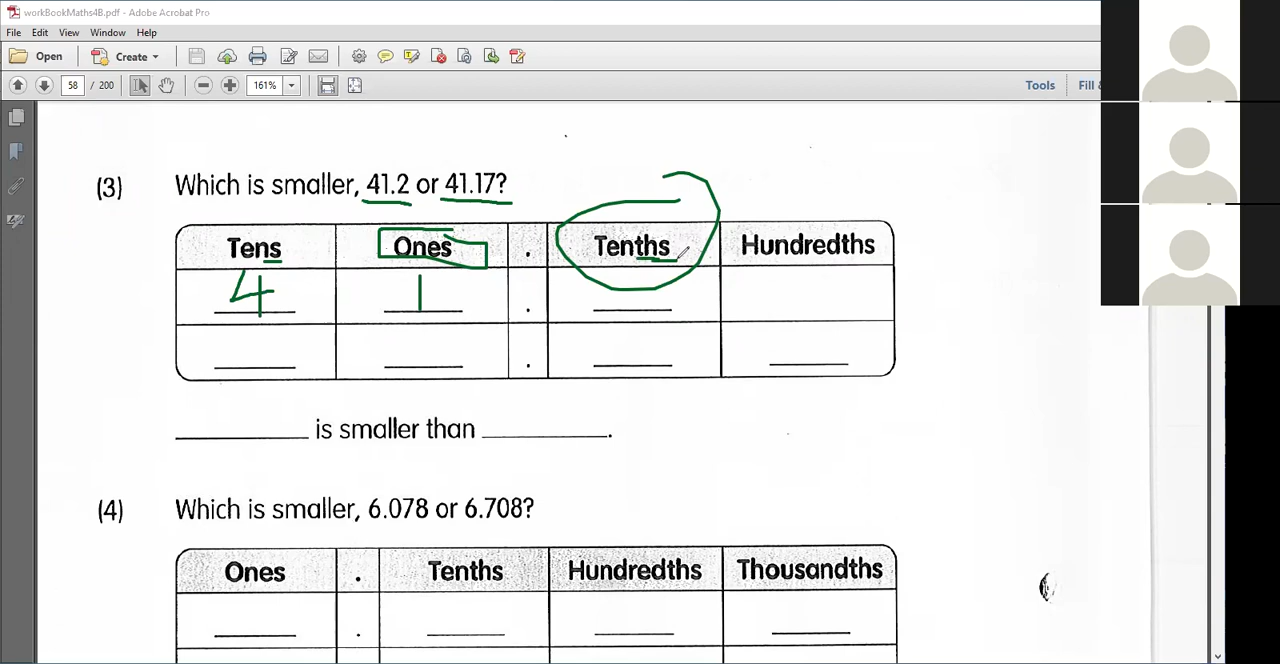 workBookMaths4B.pdf - Adobe Acrobat Pro
File Edit View Window Help
Open Create
58 / 200 161% Tools Fill &
(3) Which is smaller, 41.2 or 41.17?
Tens Ones . Tenths Hundredths
4 1 .
.
is smaller than .
(4) Which is smaller, 6.078 or 6.708?
Ones . Tenths Hundredths Thousandths
.